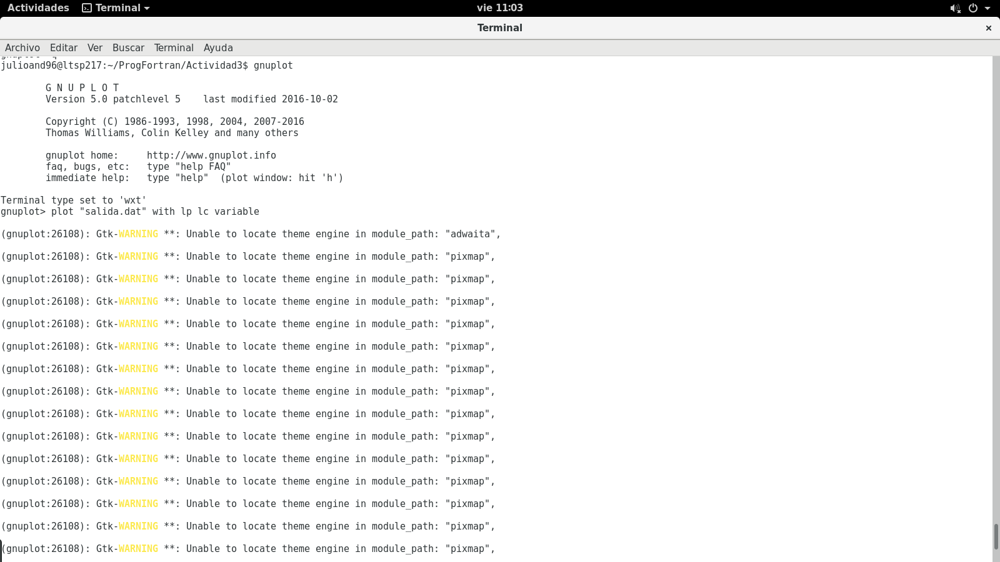 Actividades Terminal vie 11:03
Terminal
Archivo Editar Ver Buscar Terminal Ayuda
julioand96@ltsp217:~/ProgFortran/Actividad3$ gnuplot
G N U P L O T
Version 5.0 patchlevel 5 last modified 2016-10-02
Copyright (C) 1986-1993, 1998, 2004, 2007-2016
Thomas Williams, Colin Kelley and many others
gnuplot home: http://www.gnuplot.info
faq, bugs, etc: type "help FAQ"
immediate help: type "help" (plot window: hit 'h')
Terminal type set to 'wxt'
gnuplot> plot "salida.dat" with lp lc variable
(gnuplot:26108): Gtk-WARNING **: Unable to locate theme engine in module_path: "adwaita",
(gnuplot:26108): Gtk-WARNING **: Unable to locate theme engine in module_path: "pixmap",
(gnuplot:26108): Gtk-WARNING **: Unable to locate theme engine in module_path: "pixmap",
(gnuplot:26108): Gtk-WARNING **: Unable to locate theme engine in module_path: "pixmap",
(gnuplot:26108): Gtk-WARNING **: Unable to locate theme engine in module_path: "pixmap",
(gnuplot:26108): Gtk-WARNING **: Unable to locate theme engine in module_path: "pixmap",
(gnuplot:26108): Gtk-WARNING **: Unable to locate theme engine in module_path: "pixmap",
(gnuplot:26108): Gtk-WARNING **: Unable to locate theme engine in module_path: "pixmap",
(gnuplot:26108): Gtk-WARNING **: Unable to locate theme engine in module_path: "pixmap",
(gnuplot:26108): Gtk-WARNING **: Unable to locate theme engine in module_path: "pixmap",
(gnuplot:26108): Gtk-WARNING **: Unable to locate theme engine in module_path: "pixmap",
(gnuplot:26108): Gtk-WARNING **: Unable to locate theme engine in module_path: "pixmap",
(gnuplot:26108): Gtk-WARNING **: Unable to locate theme engine in module_path: "pixmap",
(gnuplot:26108): Gtk-WARNING **: Unable to locate theme engine in module_path: "pixmap",
(gnuplot:26108): Gtk-WARNING **: Unable to locate theme engine in module_path: "pixmap",